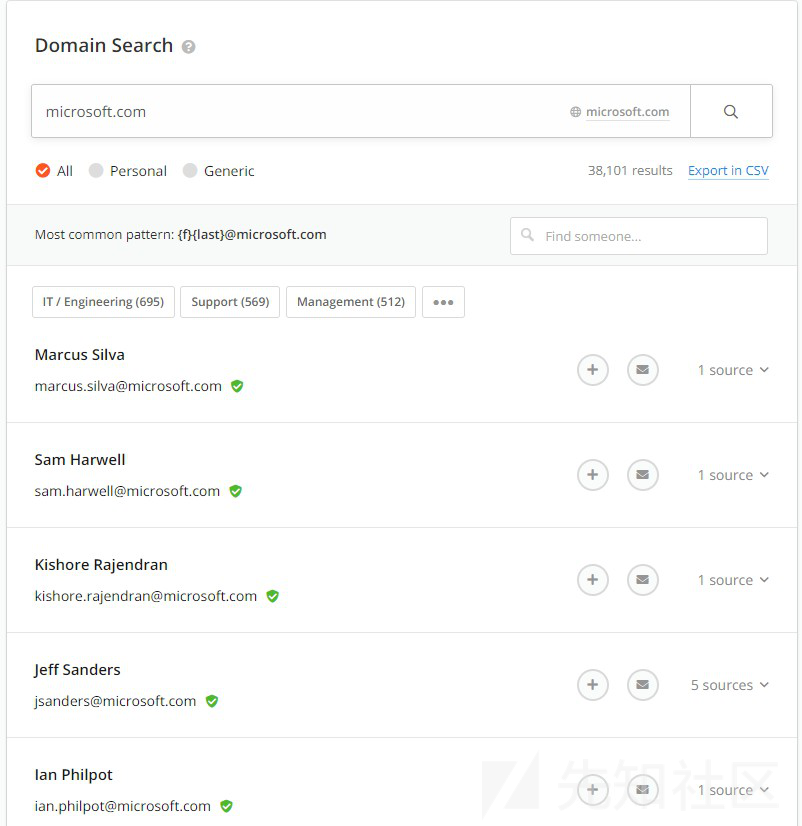 Domain Search ?
microsoft.com microsoft.com
All Personal Generic 38,101 results Export in CSV
Most common pattern: {f}{last}@microsoft.com Find someone...
IT / Engineering (695) Support (569) Management (512) •••
Marcus Silva
marcus.silva@microsoft.com 1 source
Sam Harwell
sam.harwell@microsoft.com 1 source
Kishore Rajendran
kishore.rajendran@microsoft.com 1 source
Jeff Sanders
jsanders@microsoft.com 5 sources
Ian Philpot
ian.philpot@microsoft.com 1 source
先知社区